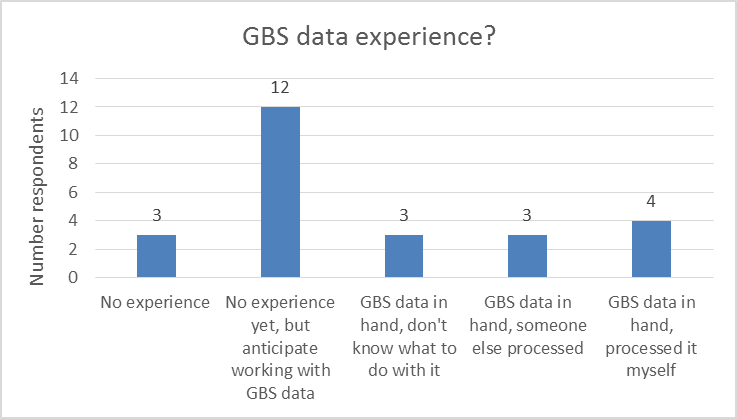 GBS data experience?
Number respondents
14
12
10
8
6
4
2
0
3
12
3
3
4
No experience
No experience
yet, but
anticipate
working with
GBS data
GBS data in
hand, don't
know what to
do with it
GBS data in
hand, someone
else processed
GBS data in
hand,
processed it
myself